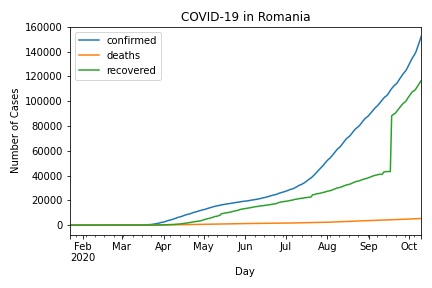 COVID-19 in Romania
confirmed
deaths
recovered
Number of Cases
160000
140000
120000
100000
80000
60000
40000
20000
0
Feb Mar Apr May Jun Jul Aug Sep Oct
2020
Day